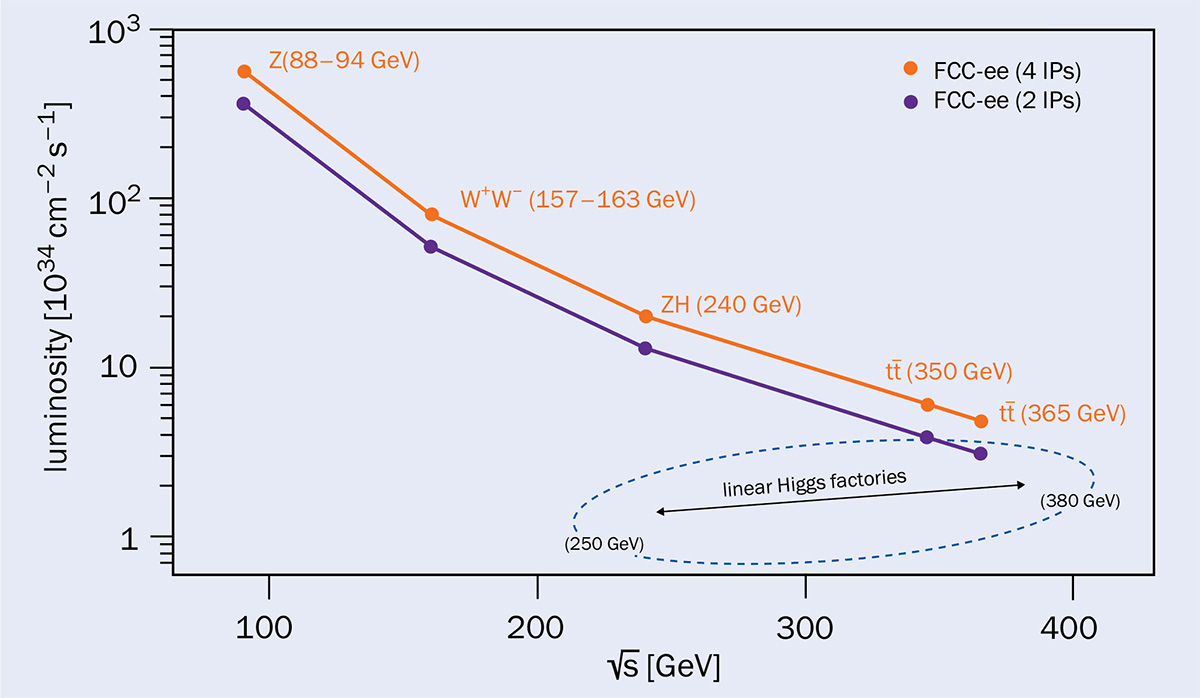 10³
Z(88–94 GeV)
FCC-ee (4 IPs)
FCC-ee (2 IPs)
10²
W⁺W⁻ (157–163 GeV)
ZH (240 GeV)
10
tt̄ (350 GeV)
tt̄ (365 GeV)
linear Higgs factories
(380 GeV)
1
(250 GeV)
luminosity [10³⁴ cm⁻² s⁻¹]
100 200 300 400
√s [GeV]